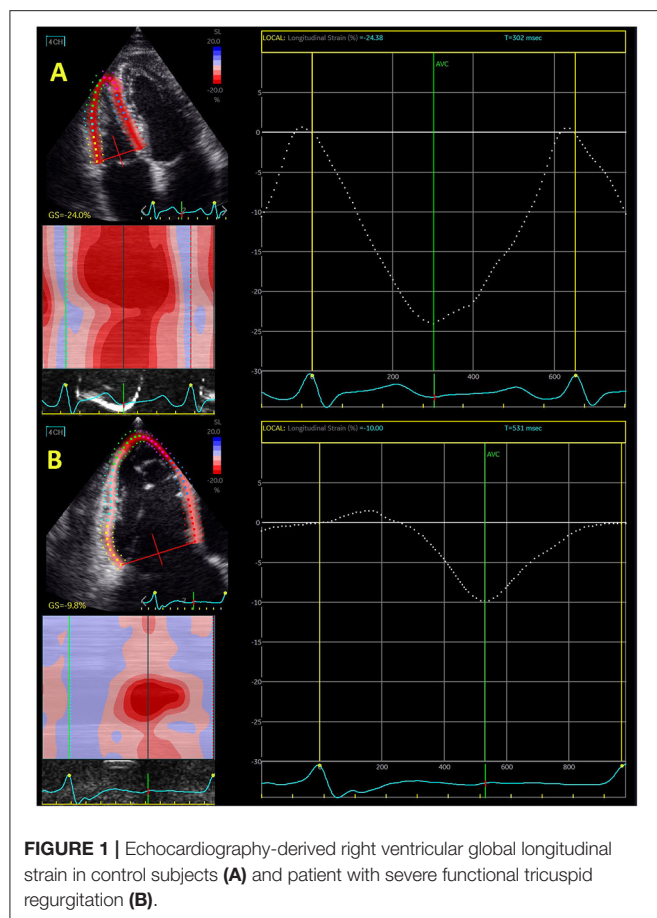 4CH
SL
20.0
A
-20.0
%
GS=-24.0%
LOCAL: Longitudinal Strain (%) =-24.38 T=302 msec
AVC
5
0
-5
-10
-15
-20
-25
-30
200 400 600
4CH
SL
20.0
B
-20.0
%
GS=-9.8%
LOCAL: Longitudinal Strain (%) =-10.00 T=531 msec
AVC
5
0
-5
-10
-15
-20
-25
-30
200 400 600 800
FIGURE 1 | Echocardiography-derived right ventricular global longitudinal
strain in control subjects (A) and patient with severe functional tricuspid
regurgitation (B).